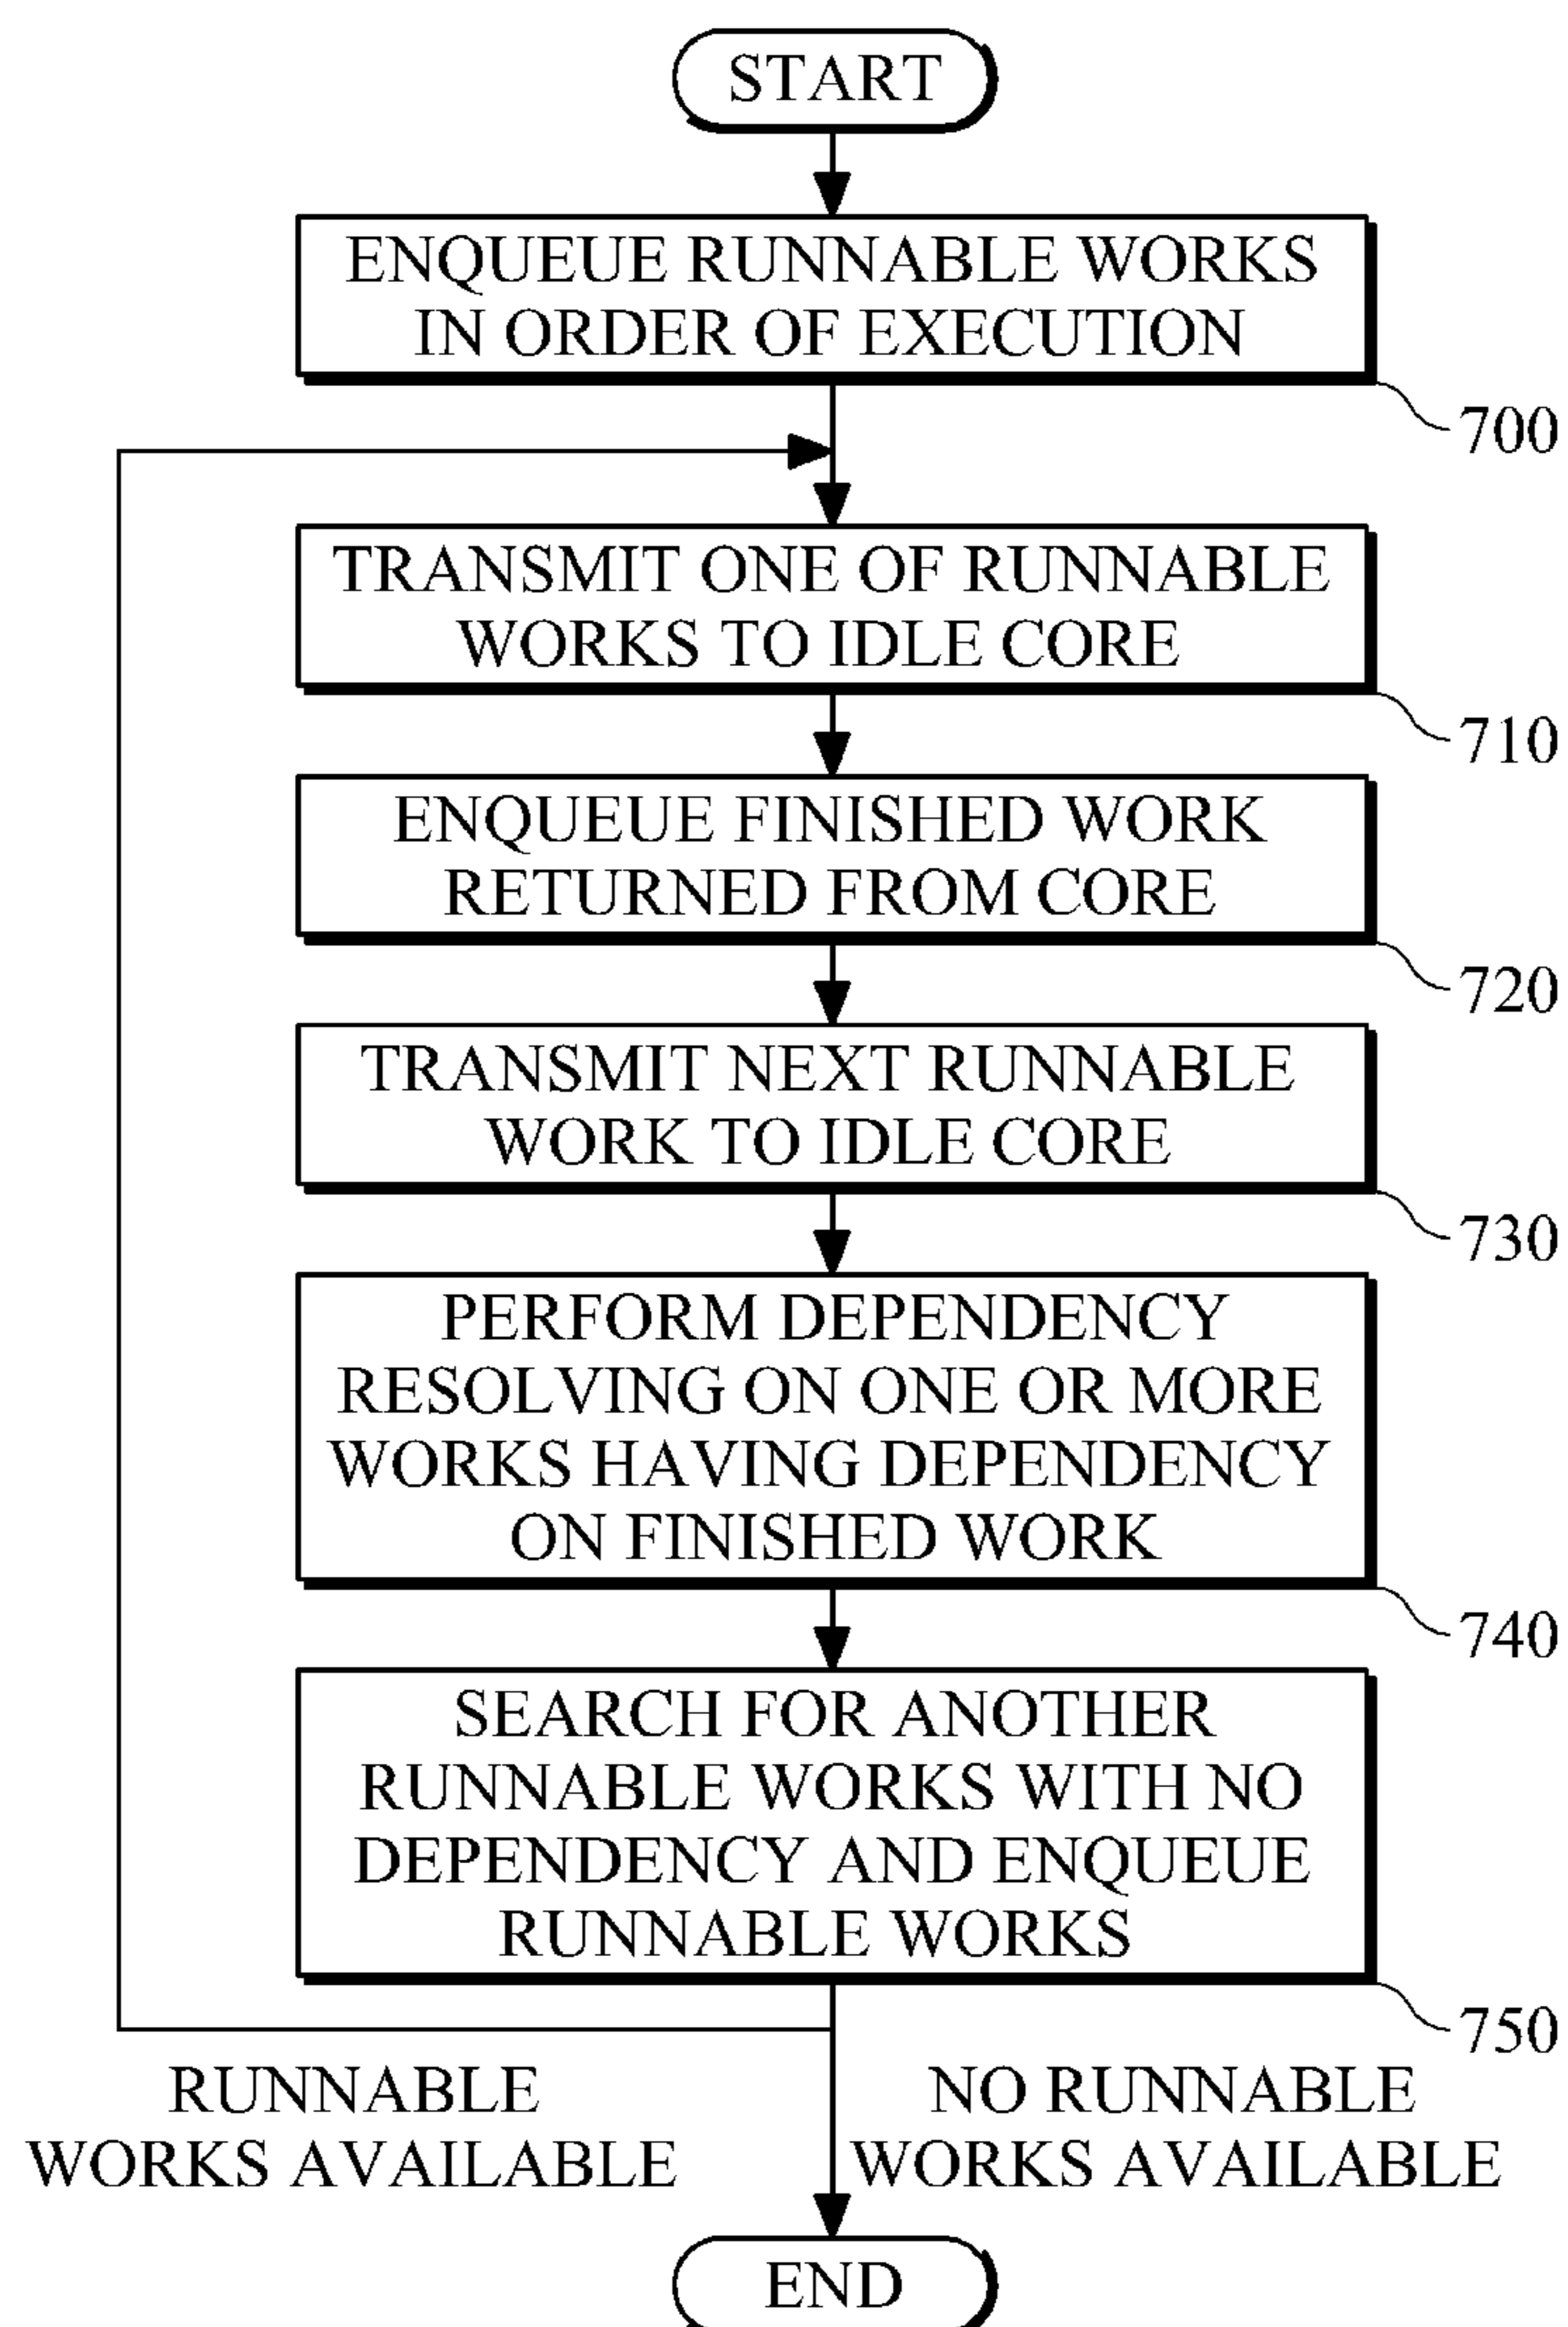 START
ENQUEUE RUNNABLE WORKS
IN ORDER OF EXECUTION
700
TRANSMIT ONE OF RUNNABLE
WORKS TO IDLE CORE
710
ENQUEUE FINISHED WORK
RETURNED FROM CORE
720
TRANSMIT NEXT RUNNABLE
WORK TO IDLE CORE
730
PERFORM DEPENDENCY
RESOLVING ON ONE OR MORE
WORKS HAVING DEPENDENCY
ON FINISHED WORK
740
SEARCH FOR ANOTHER
RUNNABLE WORKS WITH NO
DEPENDENCY AND ENQUEUE
RUNNABLE WORKS
750
RUNNABLE
WORKS AVAILABLE
NO RUNNABLE
WORKS AVAILABLE
END